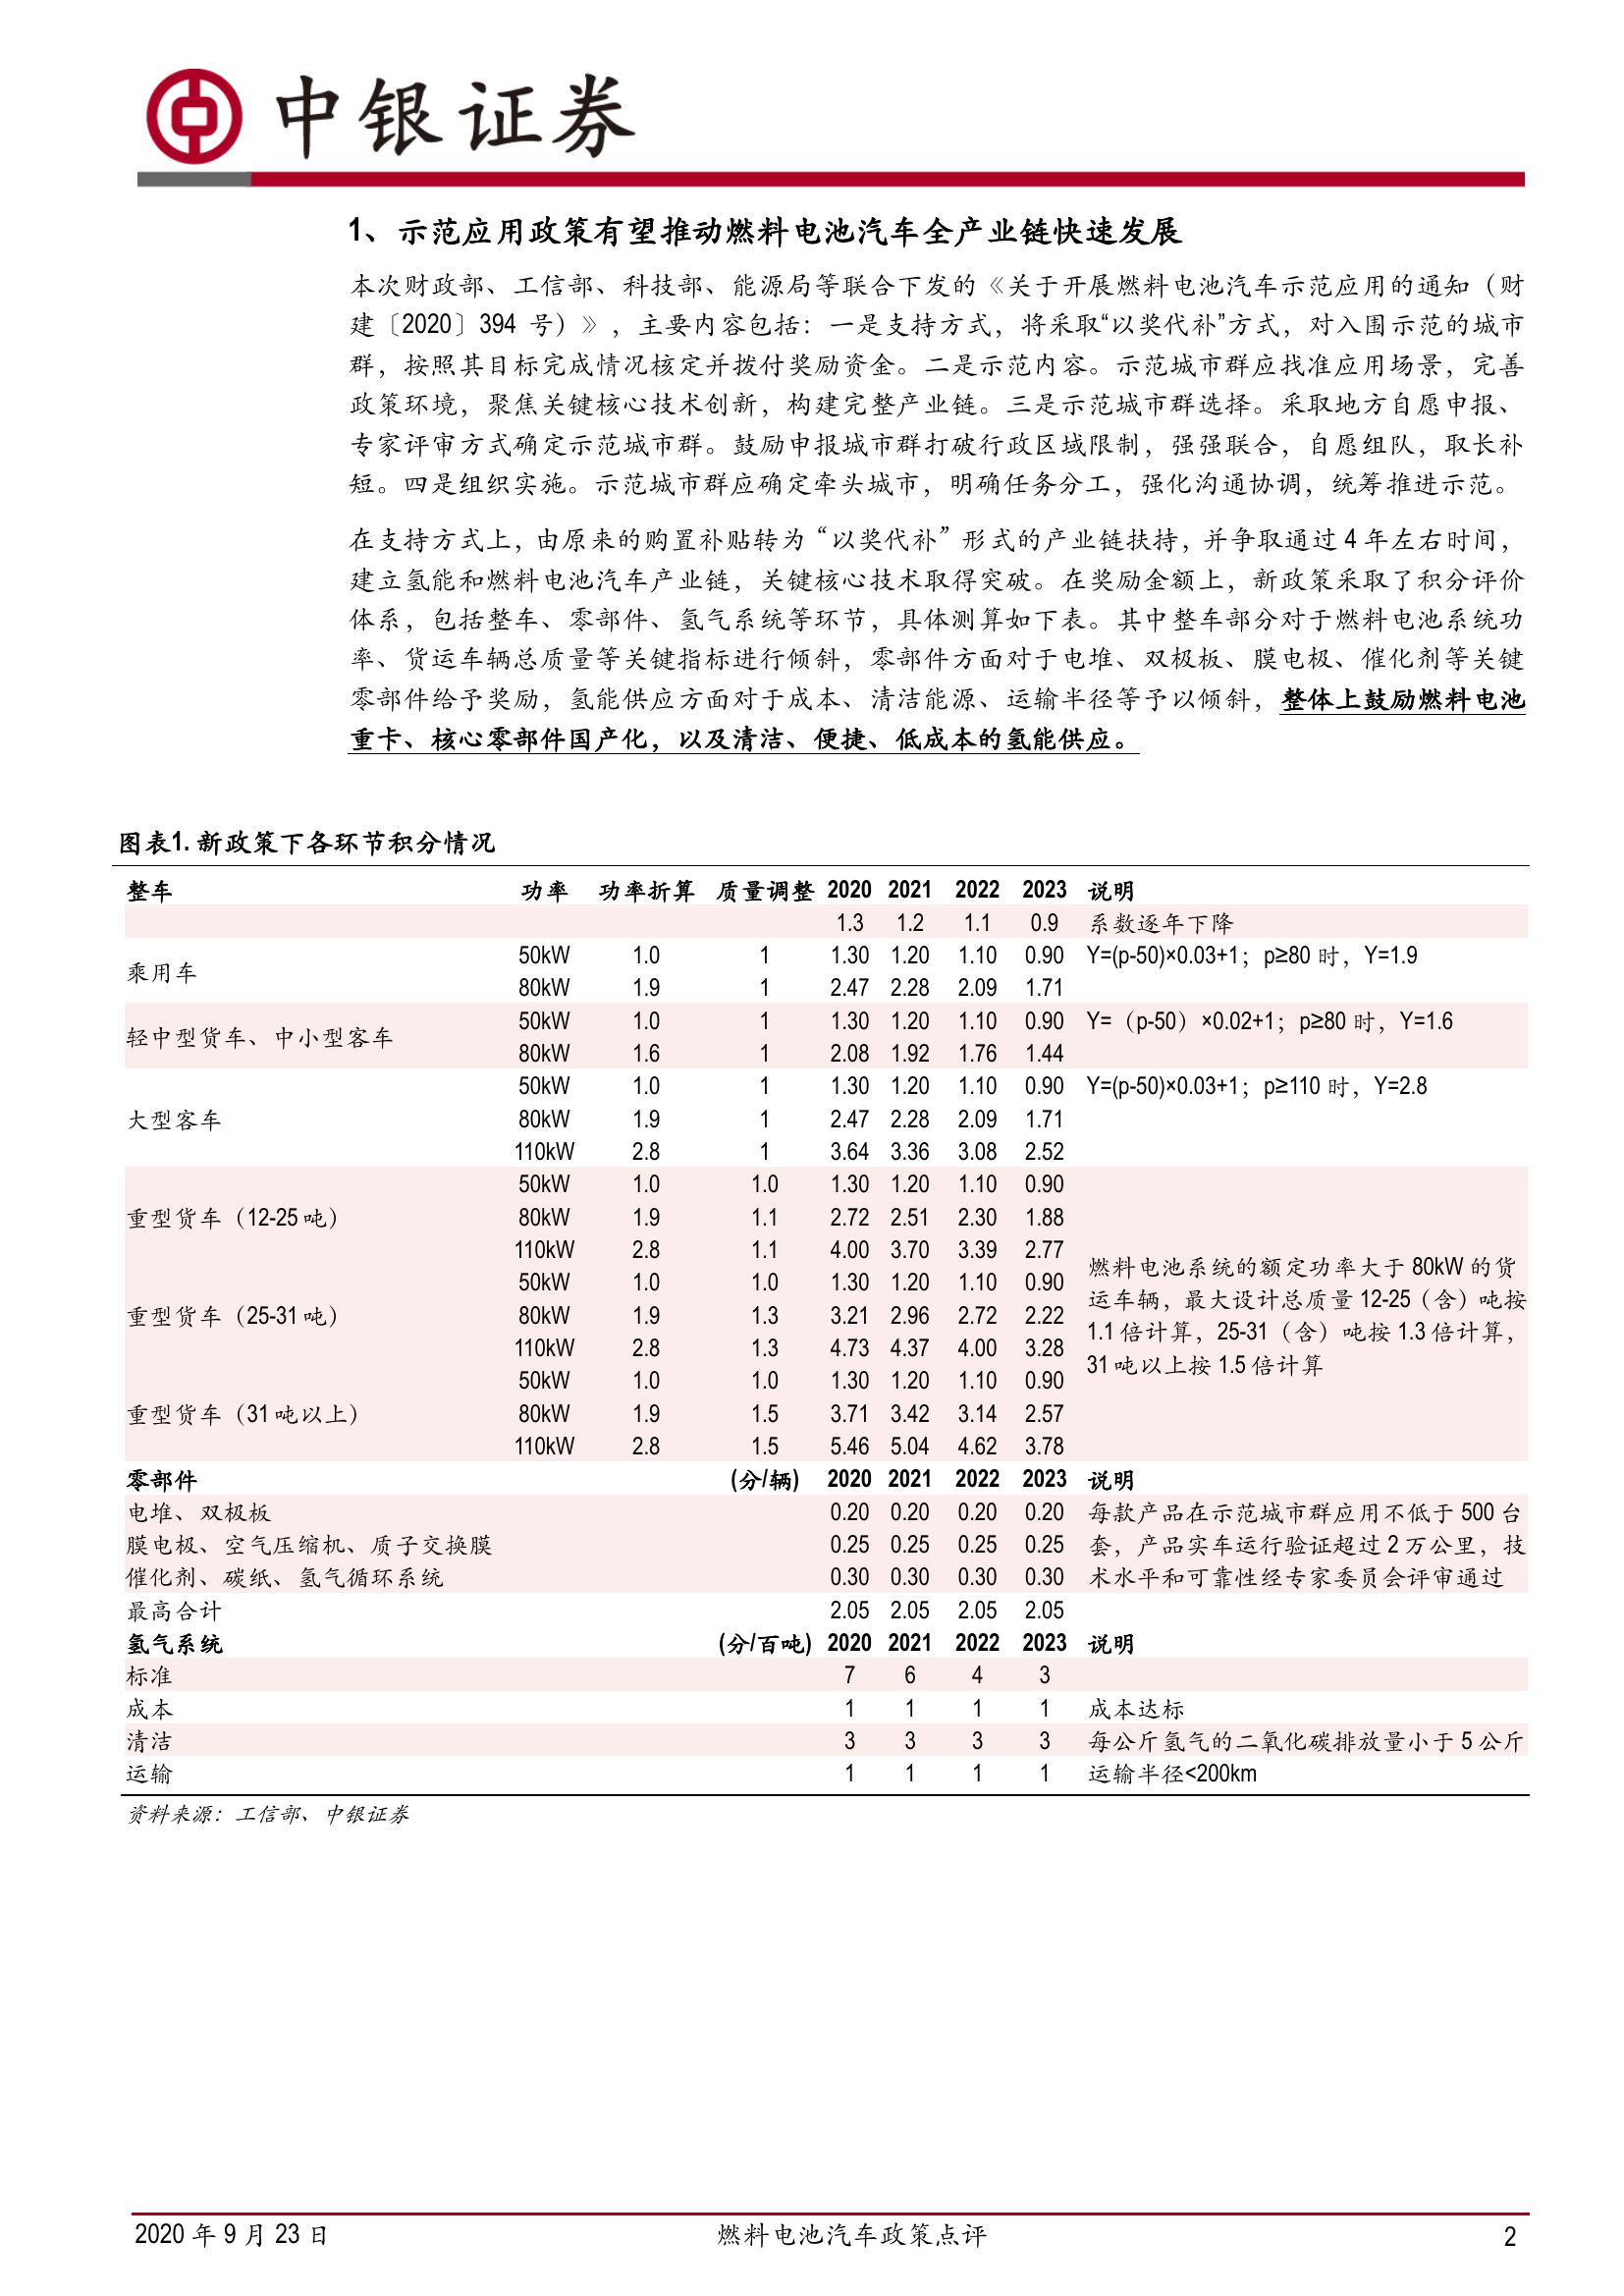 中银证券
1、示范应用政策有望推动燃料电池汽车全产业链快速发展
本次财政部、工信部、科技部、能源局等联合下发的《关于开展燃料电池汽车示范应用的通知（财
建〔2020〕394 号）》，主要内容包括：一是支持方式，将采取“以奖代补”方式，对入围示范的城市
群，按照其目标完成情况核定并拨付奖励资金。二是示范内容。示范城市群应找准应用场景，完善
政策环境，聚焦关键核心技术创新，构建完整产业链。三是示范城市群选择。采取地方自愿申报、
专家评审方式确定示范城市群。鼓励申报城市群打破行政区域限制，强强联合，自愿组队，取长补
短。四是组织实施。示范城市群应确定牵头城市，明确任务分工，强化沟通协调，统筹推进示范。
在支持方式上，由原来的购置补贴转为“以奖代补”形式的产业链扶持，并争取通过 4 年左右时间，
建立氢能和燃料电池汽车产业链，关键核心技术取得突破。在奖励金额上，新政策采取了积分评价
体系，包括整车、零部件、氢气系统等环节，具体测算如下表。其中整车部分对于燃料电池系统功
率、货运车辆总质量等关键指标进行倾斜，零部件方面对于电堆、双极板、膜电极、催化剂等关键
零部件给予奖励，氢能供应方面对于成本、清洁能源、运输半径等予以倾斜，整体上鼓励燃料电池
重卡、核心零部件国产化，以及清洁、便捷、低成本的氢能供应。
图表1. 新政策下各环节积分情况
整车 功率 功率折算 质量调整 2020 2021 2022 2023 说明
1.3 1.2 1.1 0.9 系数逐年下降
乘用车 50kW 1.0 1 1.30 1.20 1.10 0.90 Y=(p-50)×0.03+1；p≥80 时，Y=1.9
80kW 1.9 1 2.47 2.28 2.09 1.71
轻中型货车、中小型客车 50kW 1.0 1 1.30 1.20 1.10 0.90 Y=（p-50）×0.02+1；p≥80 时，Y=1.6
80kW 1.6 1 2.08 1.92 1.76 1.44
50kW 1.0 1 1.30 1.20 1.10 0.90 Y=(p-50)×0.03+1；p≥110 时，Y=2.8
大型客车 80kW 1.9 1 2.47 2.28 2.09 1.71
110kW 2.8 1 3.64 3.36 3.08 2.52
50kW 1.0 1.0 1.30 1.20 1.10 0.90
重型货车（12-25 吨） 80kW 1.9 1.1 2.72 2.51 2.30 1.88
110kW 2.8 1.1 4.00 3.70 3.39 2.77
燃料电池系统的额定功率大于 80kW 的货
50kW 1.0 1.0 1.30 1.20 1.10 0.90
运车辆，最大设计总质量 12-25（含）吨按
重型货车（25-31 吨） 80kW 1.9 1.3 3.21 2.96 2.72 2.22
1.1 倍计算，25-31（含）吨按 1.3 倍计算，
110kW 2.8 1.3 4.73 4.37 4.00 3.28
31 吨以上按 1.5 倍计算
50kW 1.0 1.0 1.30 1.20 1.10 0.90
重型货车（31 吨以上） 80kW 1.9 1.5 3.71 3.42 3.14 2.57
110kW 2.8 1.5 5.46 5.04 4.62 3.78
零部件 (分/辆) 2020 2021 2022 2023 说明
电堆、双极板 0.20 0.20 0.20 0.20 每款产品在示范城市群应用不低于 500 台
膜电极、空气压缩机、质子交换膜 0.25 0.25 0.25 0.25 套，产品实车运行验证超过 2 万公里，技
催化剂、碳纸、氢气循环系统 0.30 0.30 0.30 0.30 术水平和可靠性经专家委员会评审通过
最高合计 2.05 2.05 2.05 2.05
氢气系统 (分/百吨) 2020 2021 2022 2023 说明
标准 7 6 4 3
成本 1 1 1 1 成本达标
清洁 3 3 3 3 每公斤氢气的二氧化碳排放量小于 5 公斤
运输 1 1 1 1 运输半径<200km
资料来源：工信部、中银证券
2020 年 9 月 23 日 燃料电池汽车政策点评 2